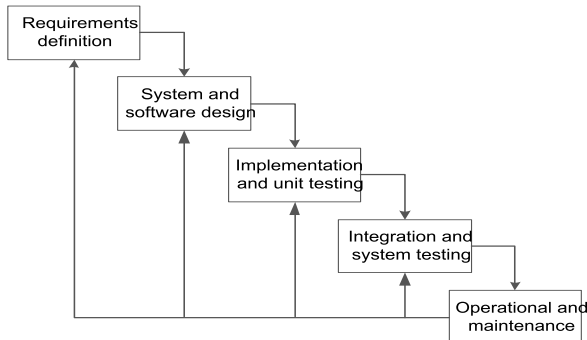 Requirements
definition
System and
software design
Implementation
and unit testing
Integration and
system testing
Operational and
maintenance